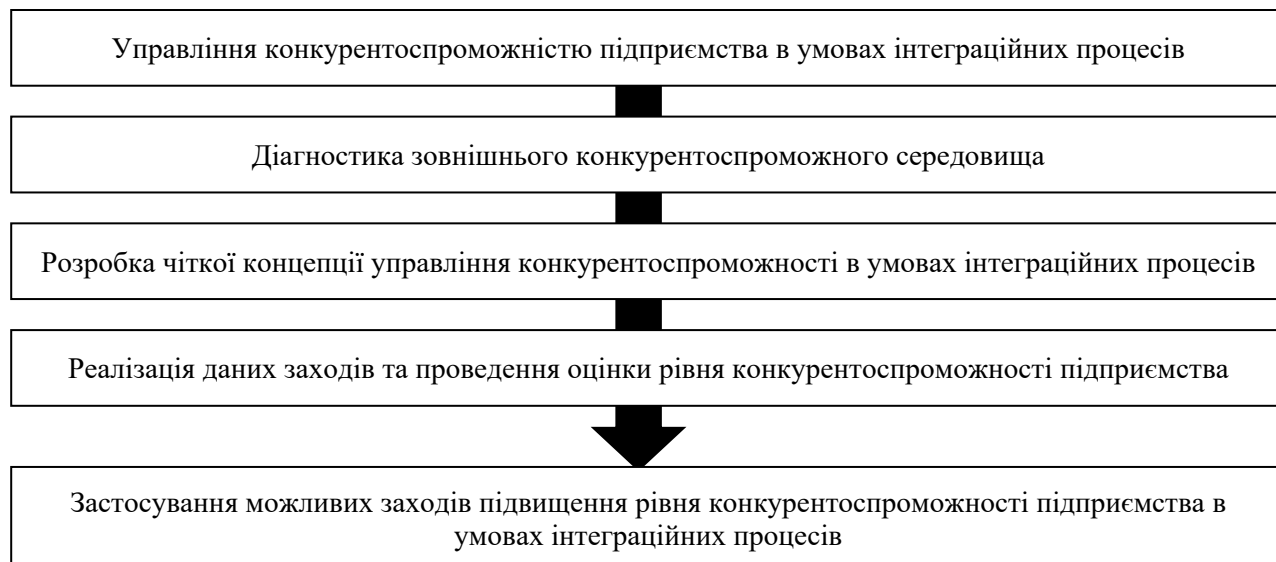 Управління конкурентоспроможністю підприємства в умовах інтеграційних процесів
Діагностика зовнішнього конкурентоспроможного середовища
Розробка чіткої концепції управління конкурентоспроможності в умовах інтеграційних процесів
Реалізація даних заходів та проведення оцінки рівня конкурентоспроможності підприємства
Застосування можливих заходів підвищення рівня конкурентоспроможності підприємства в
умовах інтеграційних процесів